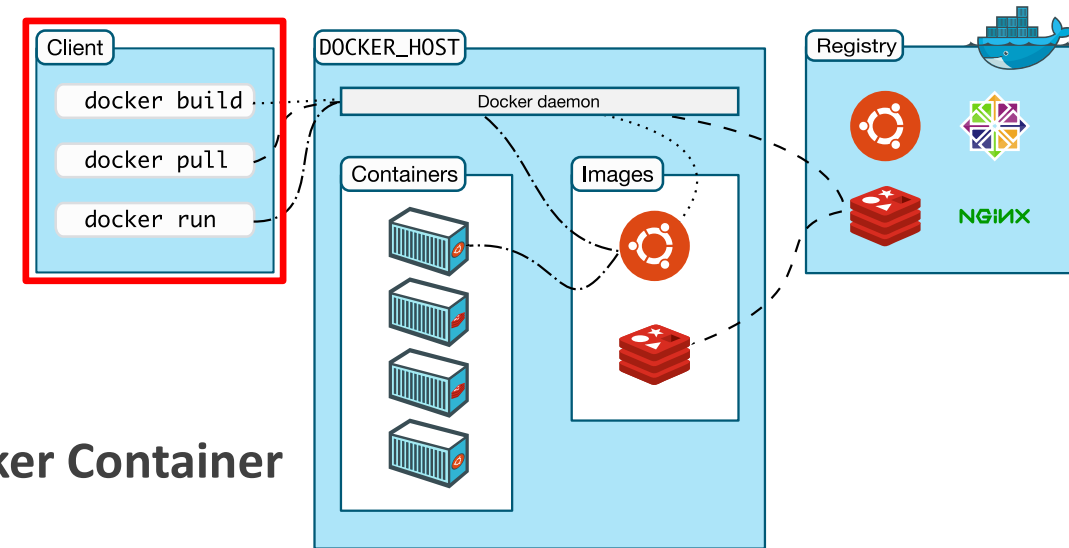 Client
docker build
docker pull
docker run
DOCKER_HOST
Docker daemon
Containers
Images
Registry
NGINX
ker Container